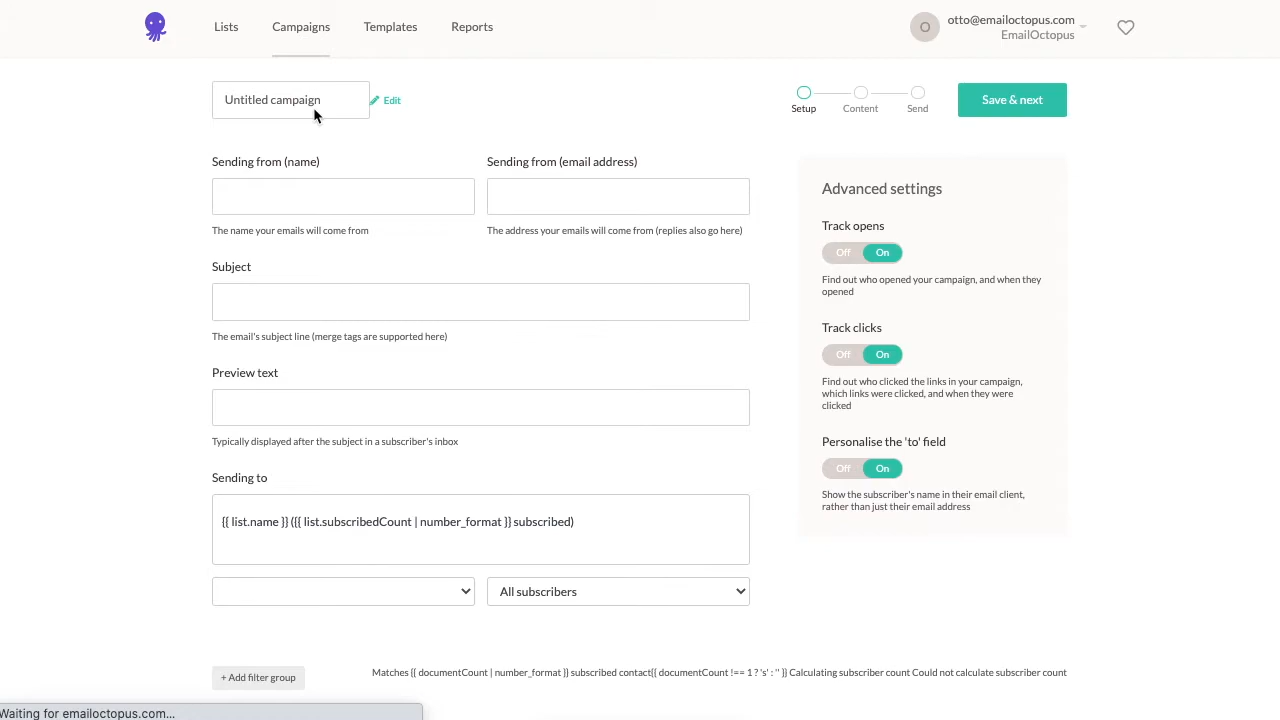 Lists
Campaigns
Templates
Reports
O
otto@emailoctopus.com
EmailOctopus
Untitled campaign
Edit
Setup
Content
Send
Save & next
Sending from (name)
Sending from (email address)
The name your emails will come from
The address your emails will come from (replies also go here)
Subject
The email's subject line (merge tags are supported here)
Preview text
Typically displayed after the subject in a subscriber's inbox
Sending to
{{ list.name }} ({{ list.subscribedCount | number_format }} subscribed)
All subscribers
+ Add filter group
Matches {{ documentCount | number_format }} subscribed contact{{ documentCount !== 1 ? 's' : '' }} Calculating subscriber count Could not calculate subscriber count
Advanced settings
Track opens
Off On
Find out who opened your campaign, and when they
opened
Track clicks
Off On
Find out who clicked the links in your campaign,
which links were clicked, and when they were
clicked
Personalise the 'to' field
Off On
Show the subscriber's name in their email client,
rather than just their email address
Waiting for emailoctopus.com...